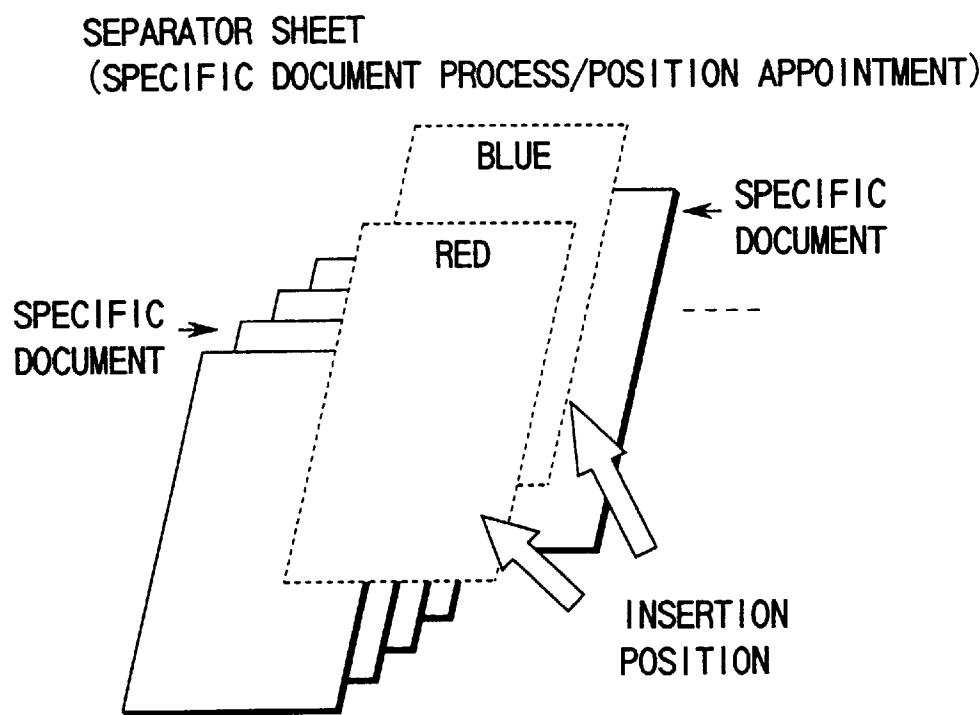 SEPARATOR SHEET
(SPECIFIC DOCUMENT PROCESS/POSITION APPOINTMENT)
BLUE
SPECIFIC
DOCUMENT
RED
SPECIFIC
DOCUMENT
INSERTION
POSITION